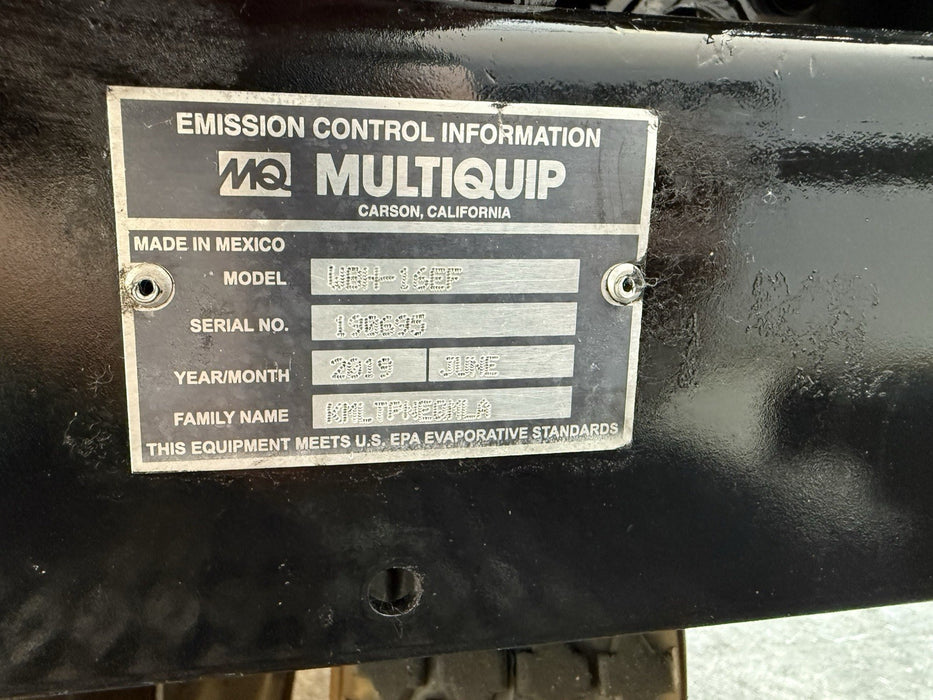 EMISSION CONTROL INFORMATION
MQ MULTIQUIP
CARSON, CALIFORNIA
MADE IN MEXICO
MODEL WBH-16EF
SERIAL NO. 190695
YEAR/MONTH 2019 JUNE
FAMILY NAME KMLTPNEGMLA
THIS EQUIPMENT MEETS U.S. EPA EVAPORATIVE STANDARDS